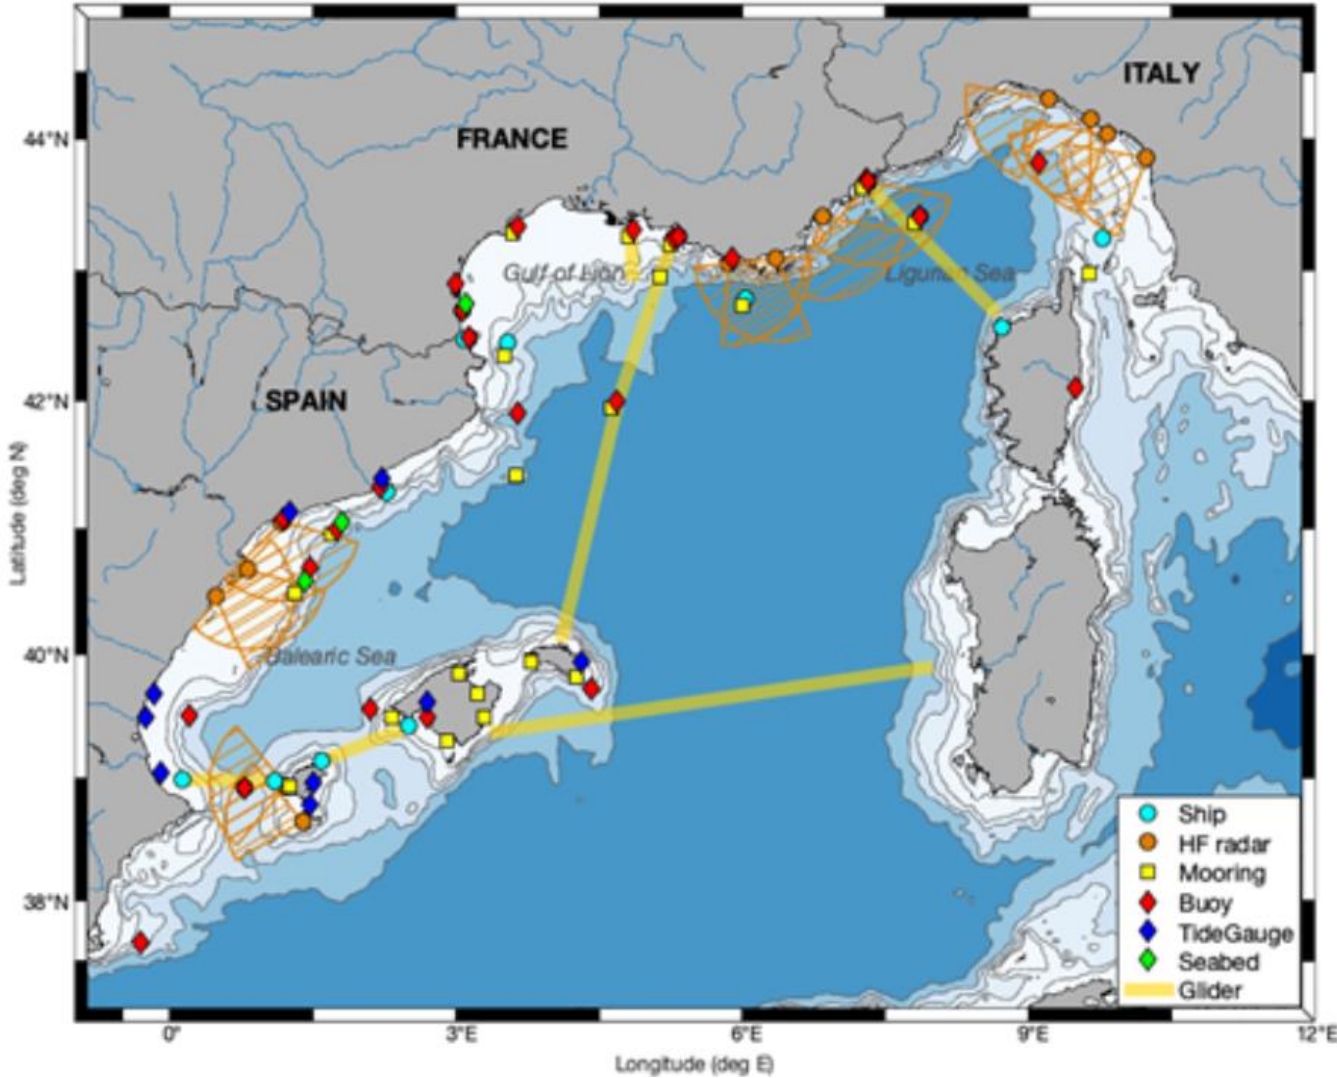 ITALY
FRANCE
44°N
Gulf of Lion
Ligurian Sea
42°N
SPAIN
Latitude (deg N)
40°N
Balearic Sea
38°N
Ship
HF radar
Mooring
Buoy
TideGauge
Seabed
Glider
0° 3°E 6°E 9°E 12°E
Longitude (deg E)